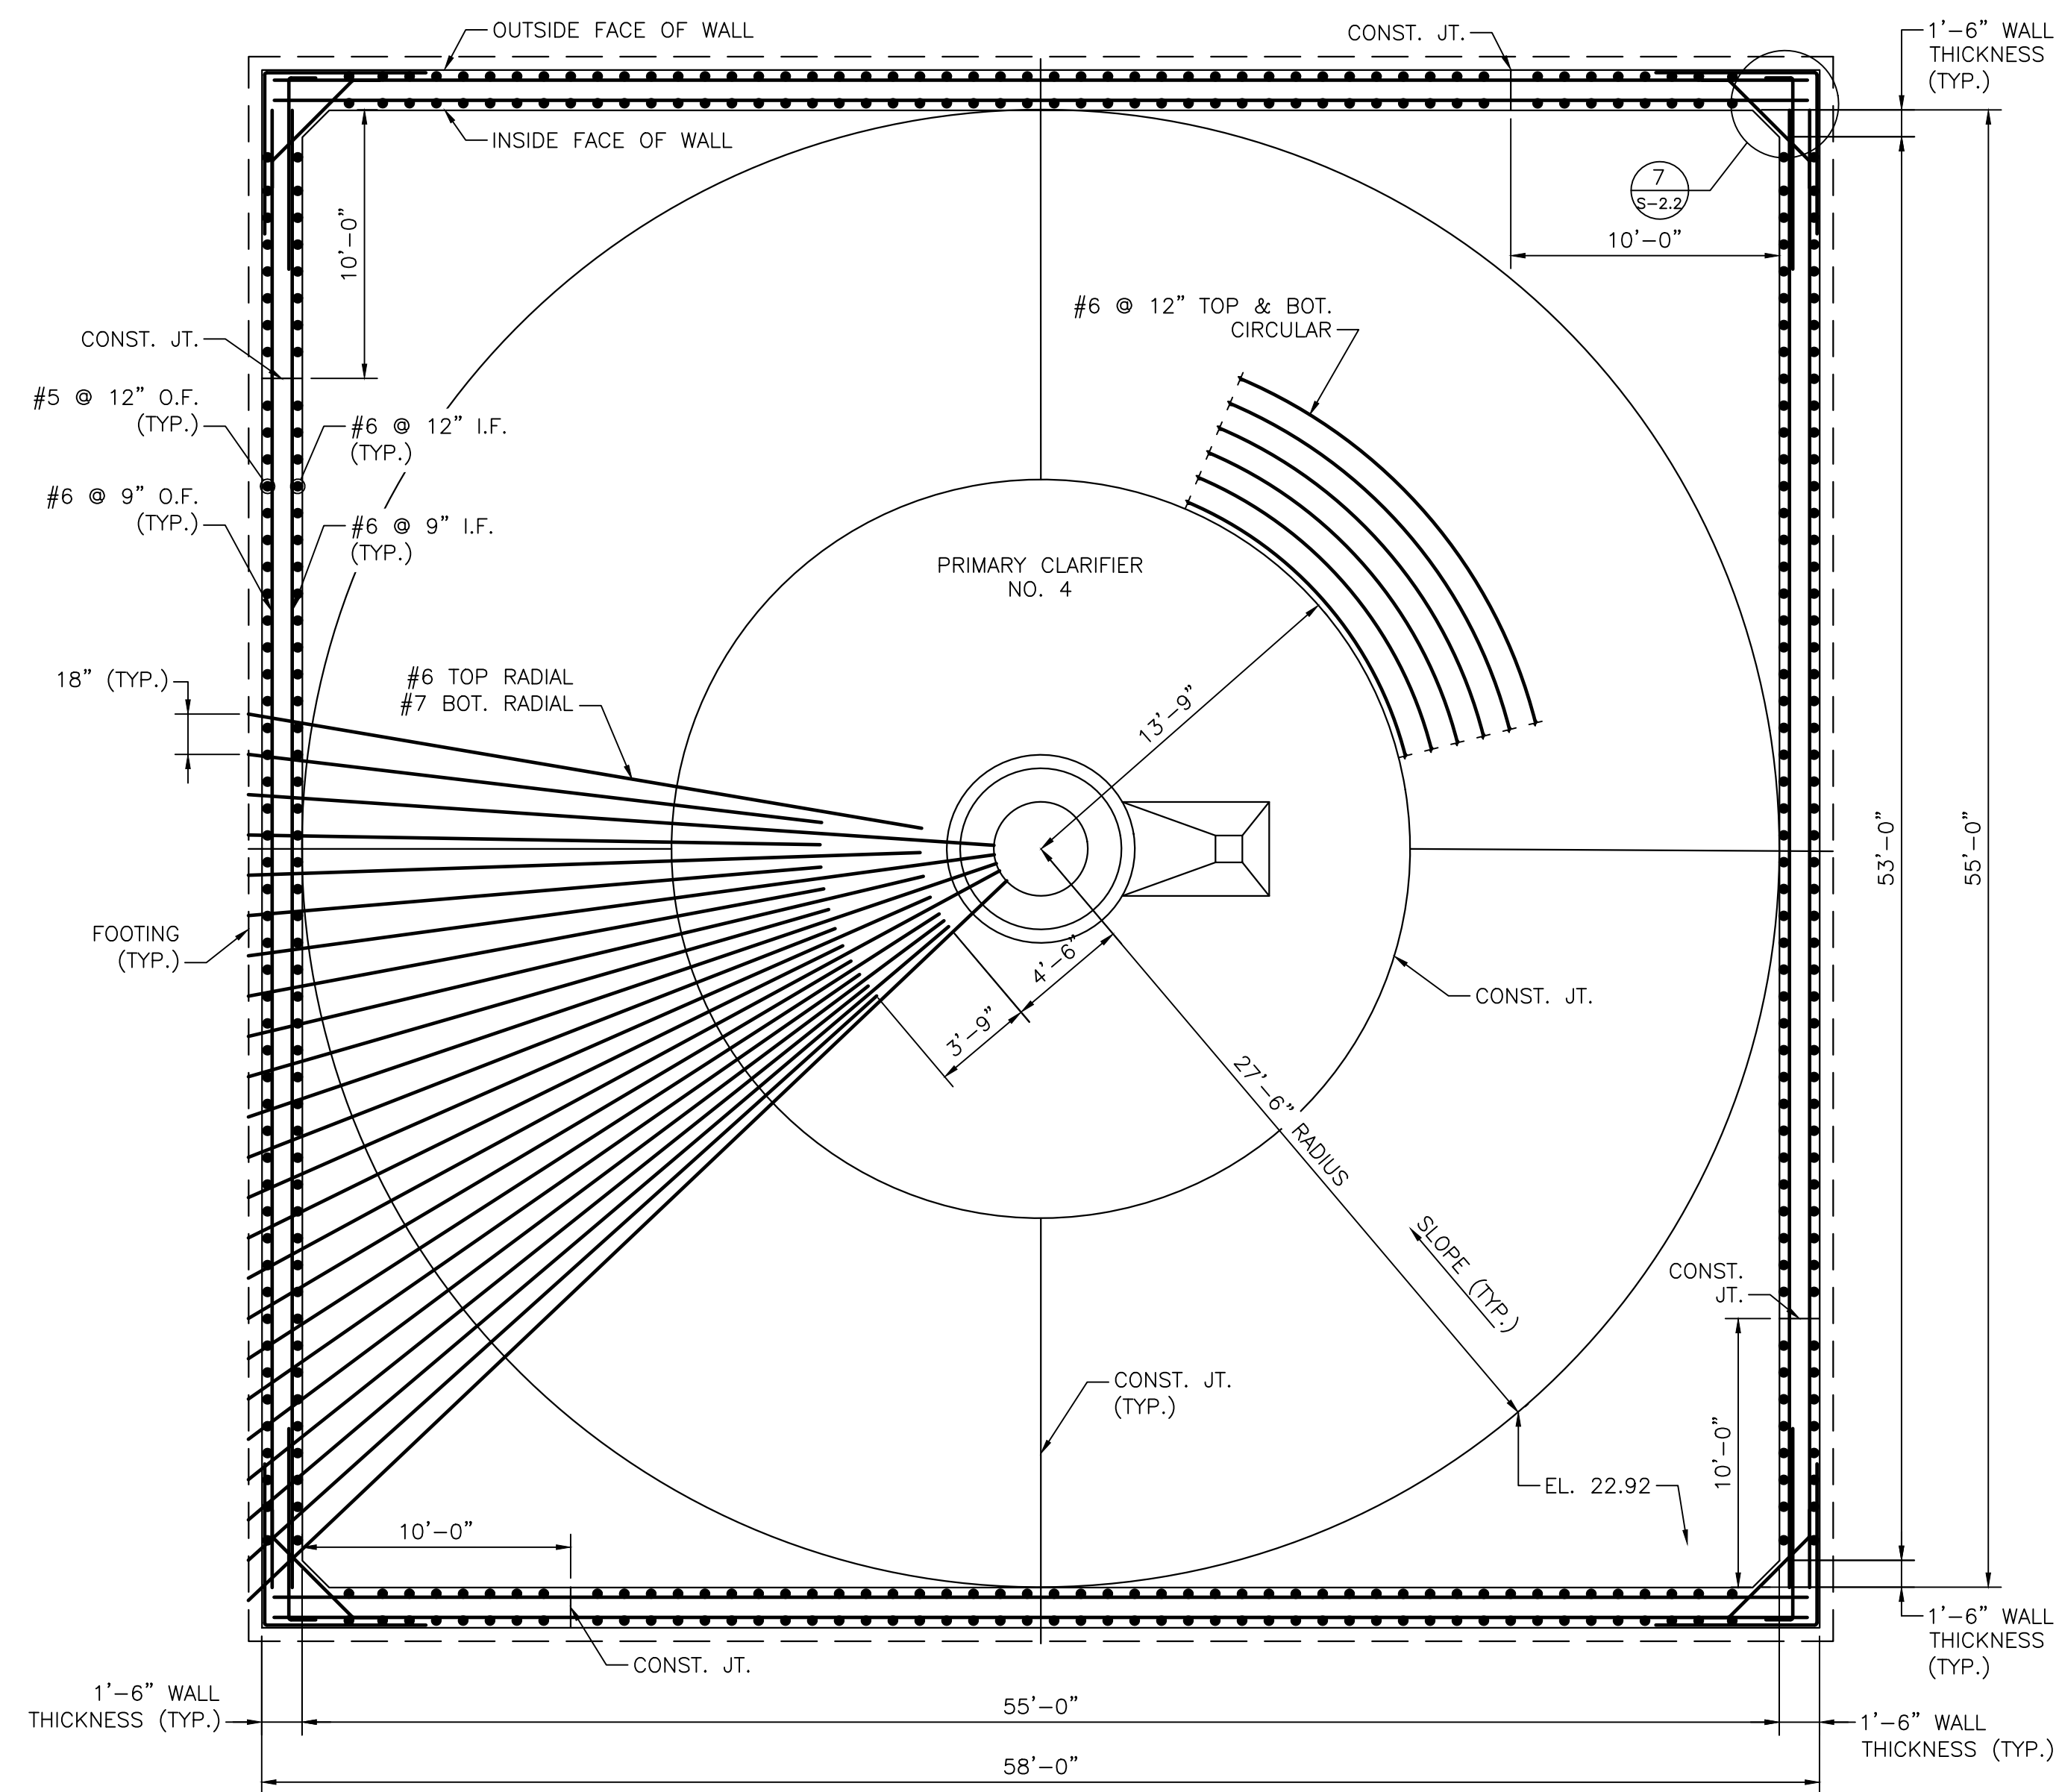 OUTSIDE FACE OF WALL
CONST. JT.
1'-6" WALL
THICKNESS
(TYP.)
INSIDE FACE OF WALL
7
S-2.2
10'-0"
10'-0"
#6 @ 12" TOP & BOT.
CIRCULAR
CONST. JT.
#5 @ 12" O.F.
(TYP.)
#6 @ 12" I.F.
(TYP.)
#6 @ 9" O.F.
(TYP.)
#6 @ 9" I.F.
(TYP.)
PRIMARY CLARIFIER
NO. 4
18" (TYP.)
#6 TOP RADIAL
#7 BOT. RADIAL
13'-9"
53'-0"
55'-0"
FOOTING
(TYP.)
4'-6"
3'-9"
CONST. JT.
27'-6" RADIUS
SLOPE (TYP.)
CONST.
JT.
CONST. JT.
(TYP.)
10'-0"
EL. 22.92
10'-0"
CONST. JT.
1'-6" WALL
THICKNESS
(TYP.)
1'-6" WALL
THICKNESS (TYP.)
55'-0"
1'-6" WALL
THICKNESS (TYP.)
58'-0"